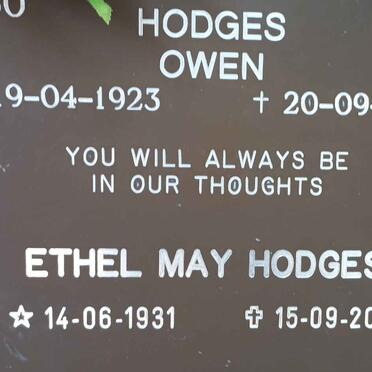 HODGES
OWEN
19-04-1923 † 20-09-
YOU WILL ALWAYS BE
IN OUR THOUGHTS
ETHEL MAY HODGES
☆ 14-06-1931 ✞ 15-09-20